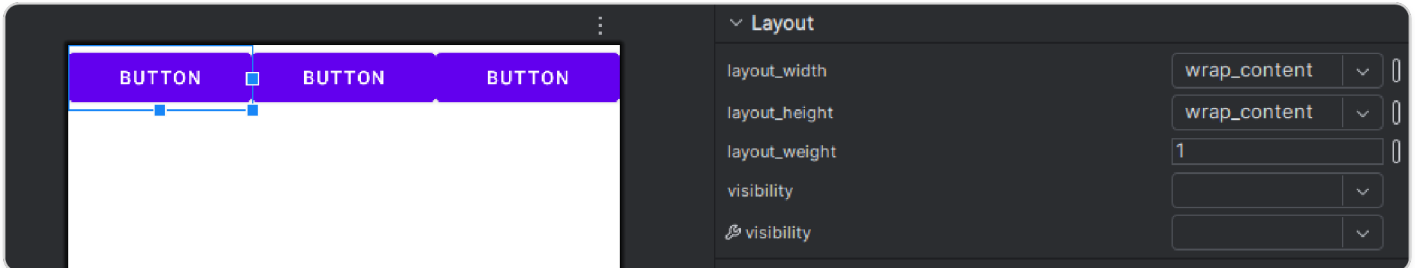 BUTTON BUTTON BUTTON
Layout
layout_width wrap_content
layout_height wrap_content
layout_weight 1
visibility
visibility